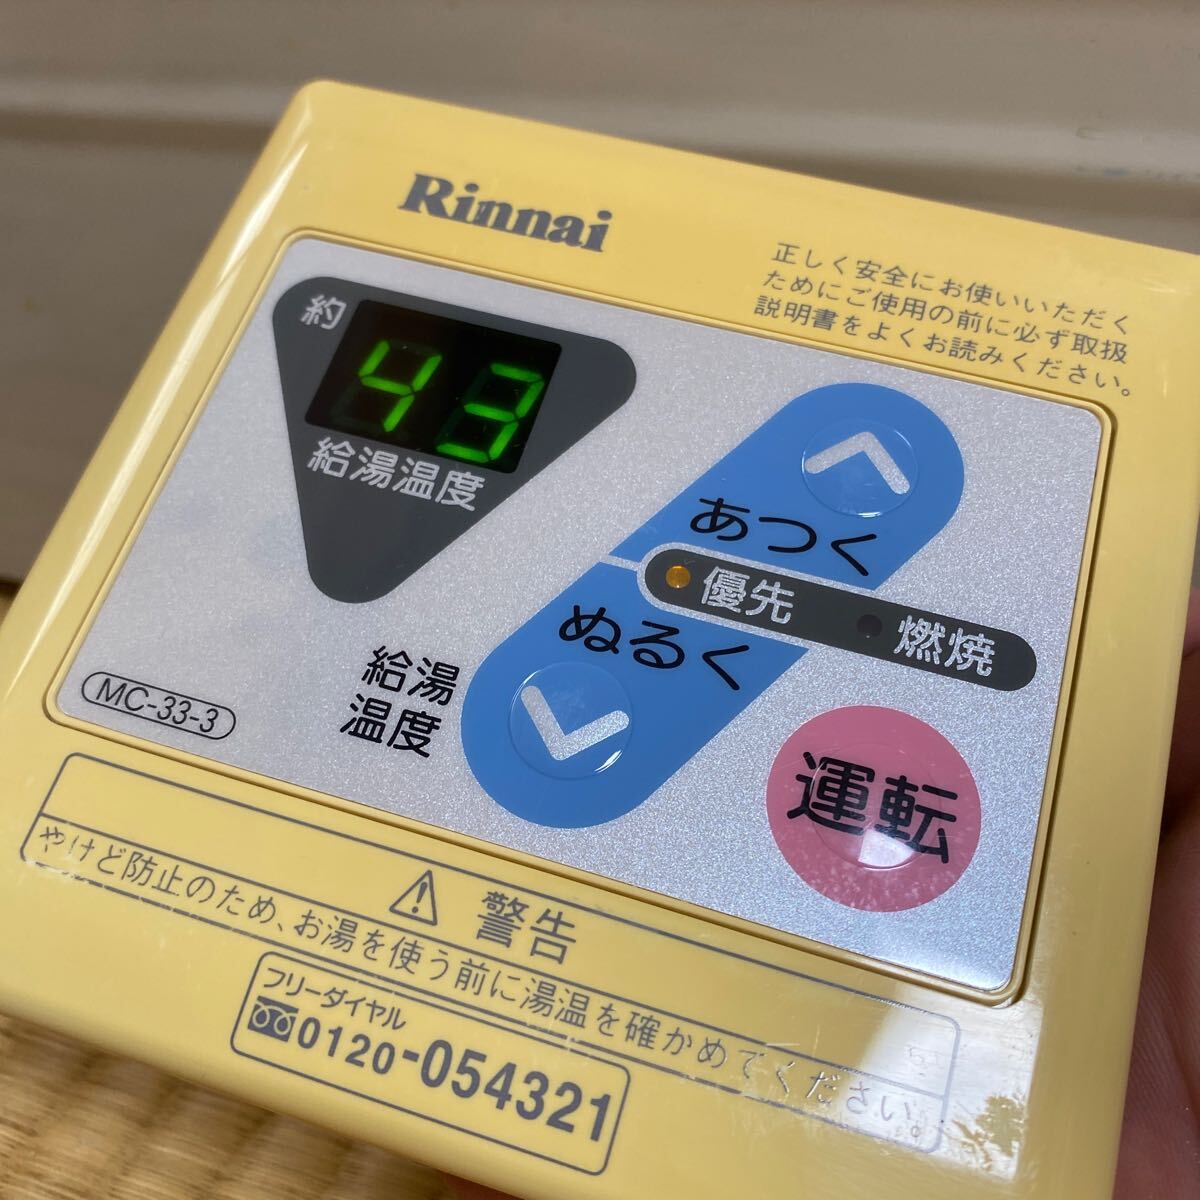 Rinnai
正しく安全にお使いいただく
ためにご使用の前に必ず取扱
説明書をよくお読みください。
約
43
給湯温度
あつく
優先
燃焼
ぬるく
給湯
温度
MC-33-3
運転
警告
やけど防止のため、お湯を使う前に湯温を確かめてください。
フリーダイヤル
0120-054321